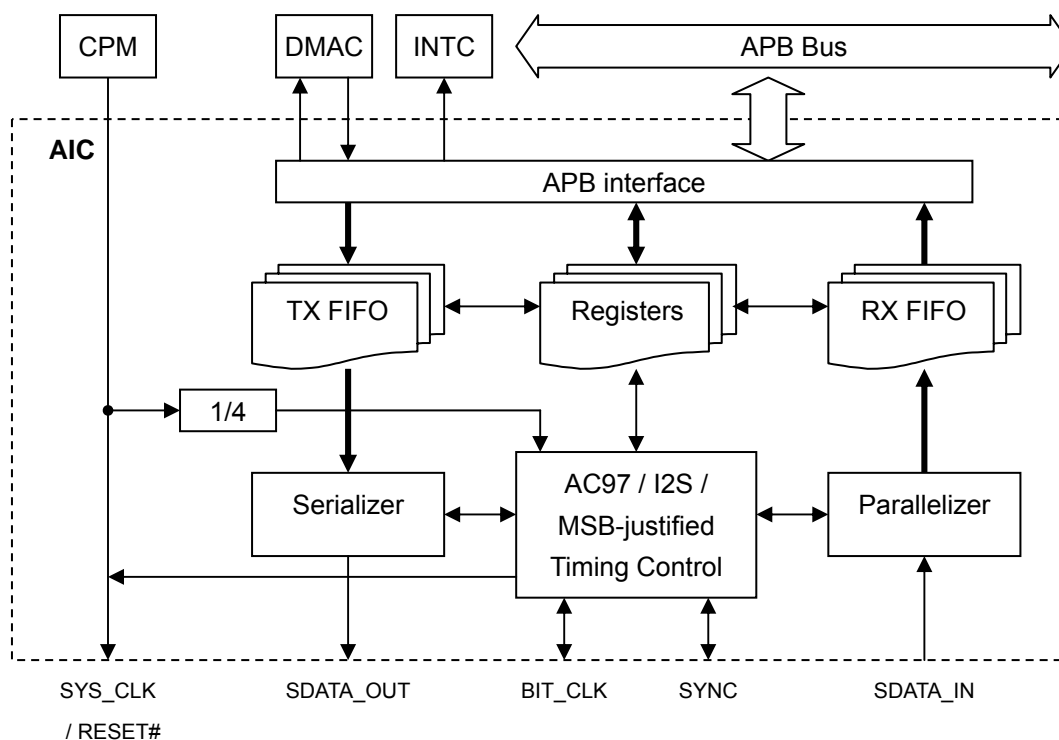 CPM
DMAC
INTC
APB Bus
AIC
APB interface
TX FIFO
Registers
RX FIFO
1/4
Serializer
AC97 / I2S /
MSB-justified
Timing Control
Parallelizer
SYS_CLK
/ RESET#
SDATA_OUT
BIT_CLK
SYNC
SDATA_IN